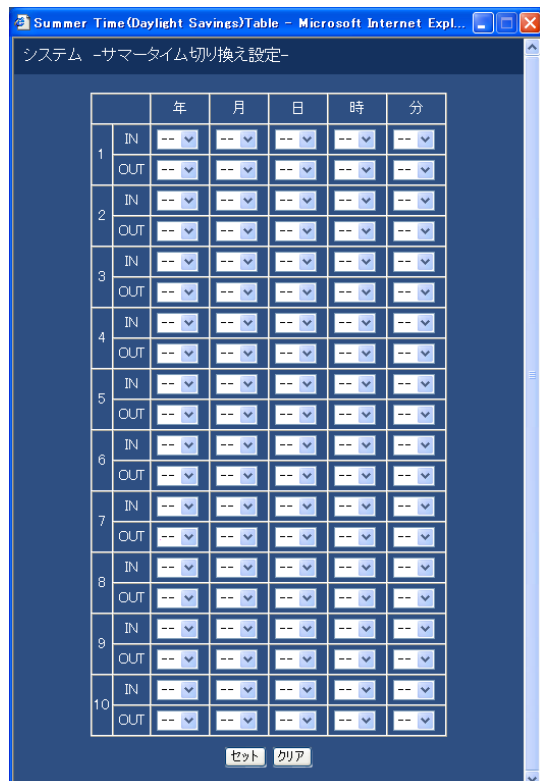 Summer Time(Daylight Savings)Table - Microsoft Internet Expl...
システム -サマータイム切り換え設定-
年 月 日 時 分
1 IN -- -- -- -- --
OUT -- -- -- -- --
2 IN -- -- -- -- --
OUT -- -- -- -- --
3 IN -- -- -- -- --
OUT -- -- -- -- --
4 IN -- -- -- -- --
OUT -- -- -- -- --
5 IN -- -- -- -- --
OUT -- -- -- -- --
6 IN -- -- -- -- --
OUT -- -- -- -- --
7 IN -- -- -- -- --
OUT -- -- -- -- --
8 IN -- -- -- -- --
OUT -- -- -- -- --
9 IN -- -- -- -- --
OUT -- -- -- -- --
10 IN -- -- -- -- --
OUT -- -- -- -- --
セット クリア